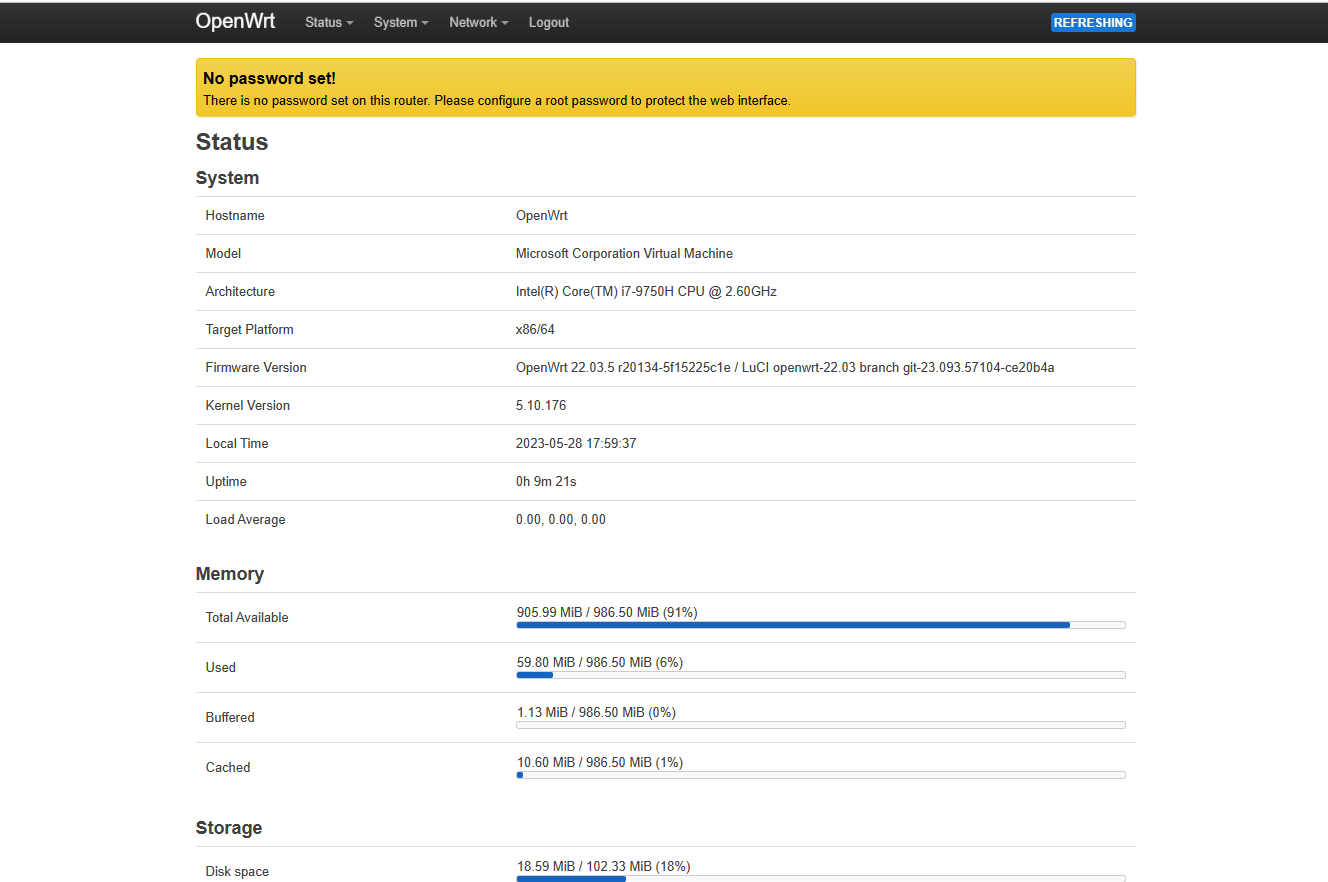 OpenWrt Status System Network Logout REFRESHING
No password set!
There is no password set on this router. Please configure a root password to protect the web interface.
Status
System
Hostname OpenWrt
Model Microsoft Corporation Virtual Machine
Architecture Intel(R) Core(TM) i7-9750H CPU @ 2.60GHz
Target Platform x86/64
Firmware Version OpenWrt 22.03.5 r20134-5f15225c1e / LuCI openwrt-22.03 branch git-23.093.57104-ce20b4a
Kernel Version 5.10.176
Local Time 2023-05-28 17:59:37
Uptime 0h 9m 21s
Load Average 0.00, 0.00, 0.00
Memory
Total Available 905.99 MiB / 986.50 MiB (91%)
Used 59.80 MiB / 986.50 MiB (6%)
Buffered 1.13 MiB / 986.50 MiB (0%)
Cached 10.60 MiB / 986.50 MiB (1%)
Storage
Disk space 18.59 MiB / 102.33 MiB (18%)